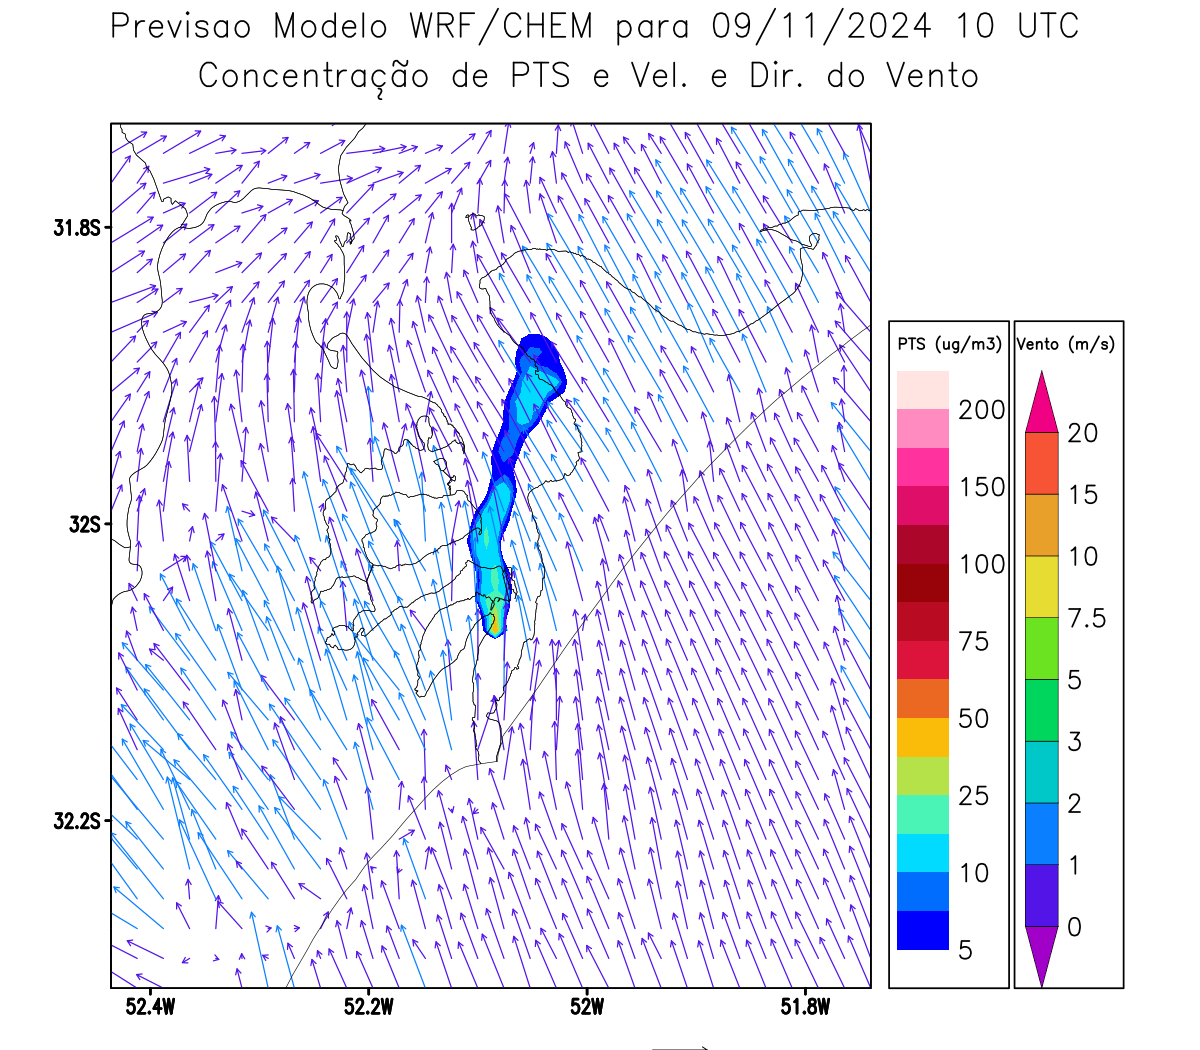 Previsao Modelo WRF/CHEM para 09/11/2024 10 UTC
Concentração de PTS e Vel. e Dir. do Vento
31.8S
32S
32.2S
52.4W
52.2W
52W
51.8W
PTS (ug/m3)
200
150
100
75
50
25
10
5
Vento (m/s)
20
15
10
7.5
5
3
2
1
0